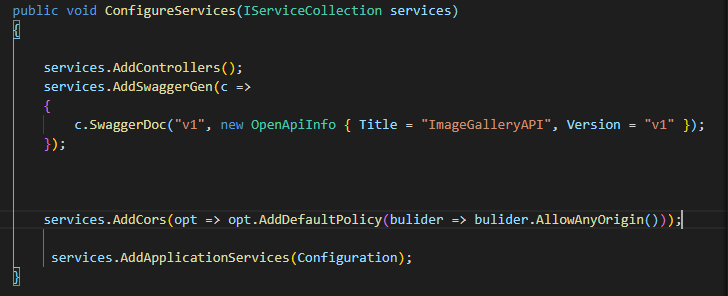 public void ConfigureServices(IServiceCollection services)
{
services.AddControllers();
services.AddSwaggerGen(c =>
{
c.SwaggerDoc("v1", new OpenApiInfo { Title = "ImageGalleryAPI", Version = "v1" });
});
services.AddCors(opt => opt.AddDefaultPolicy(bulider => bulider.AllowAnyOrigin()));
services.AddApplicationServices(Configuration);
}